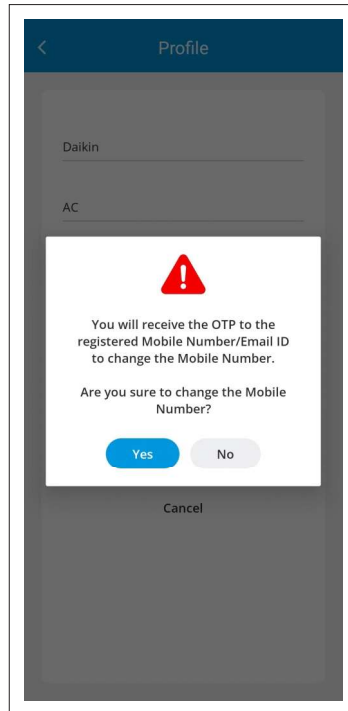 Profile
Daikin
AC
You will receive the OTP to the
registered Mobile Number/Email ID
to change the Mobile Number.
Are you sure to change the Mobile
Number?
Yes No
Cancel